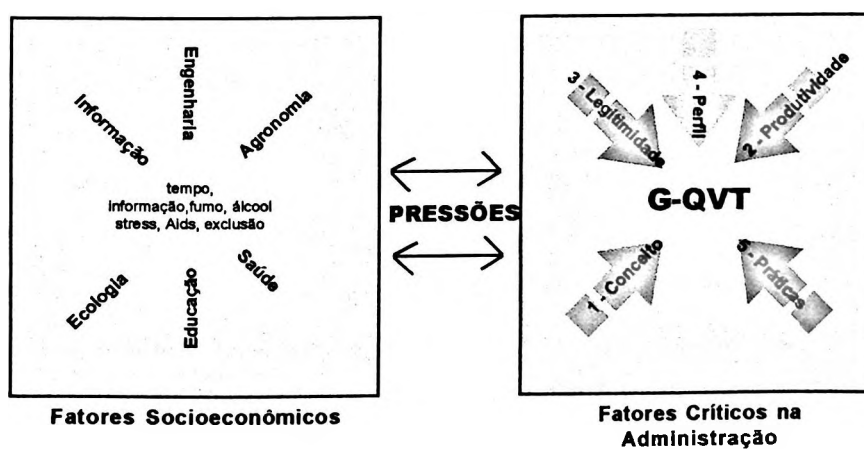 Engenharia
Informação
Agronomia
tempo,
informação,fumo, álcool
stress, Aids, exclusão
Ecologia
Educação
Saúde
Fatores Socioeconômicos
PRESSÕES
3 - Legitimidade
4 - Perfil
2 - Produtividade
G-QVT
1 - Conceito
5 - Práticas
Fatores Críticos na
Administração